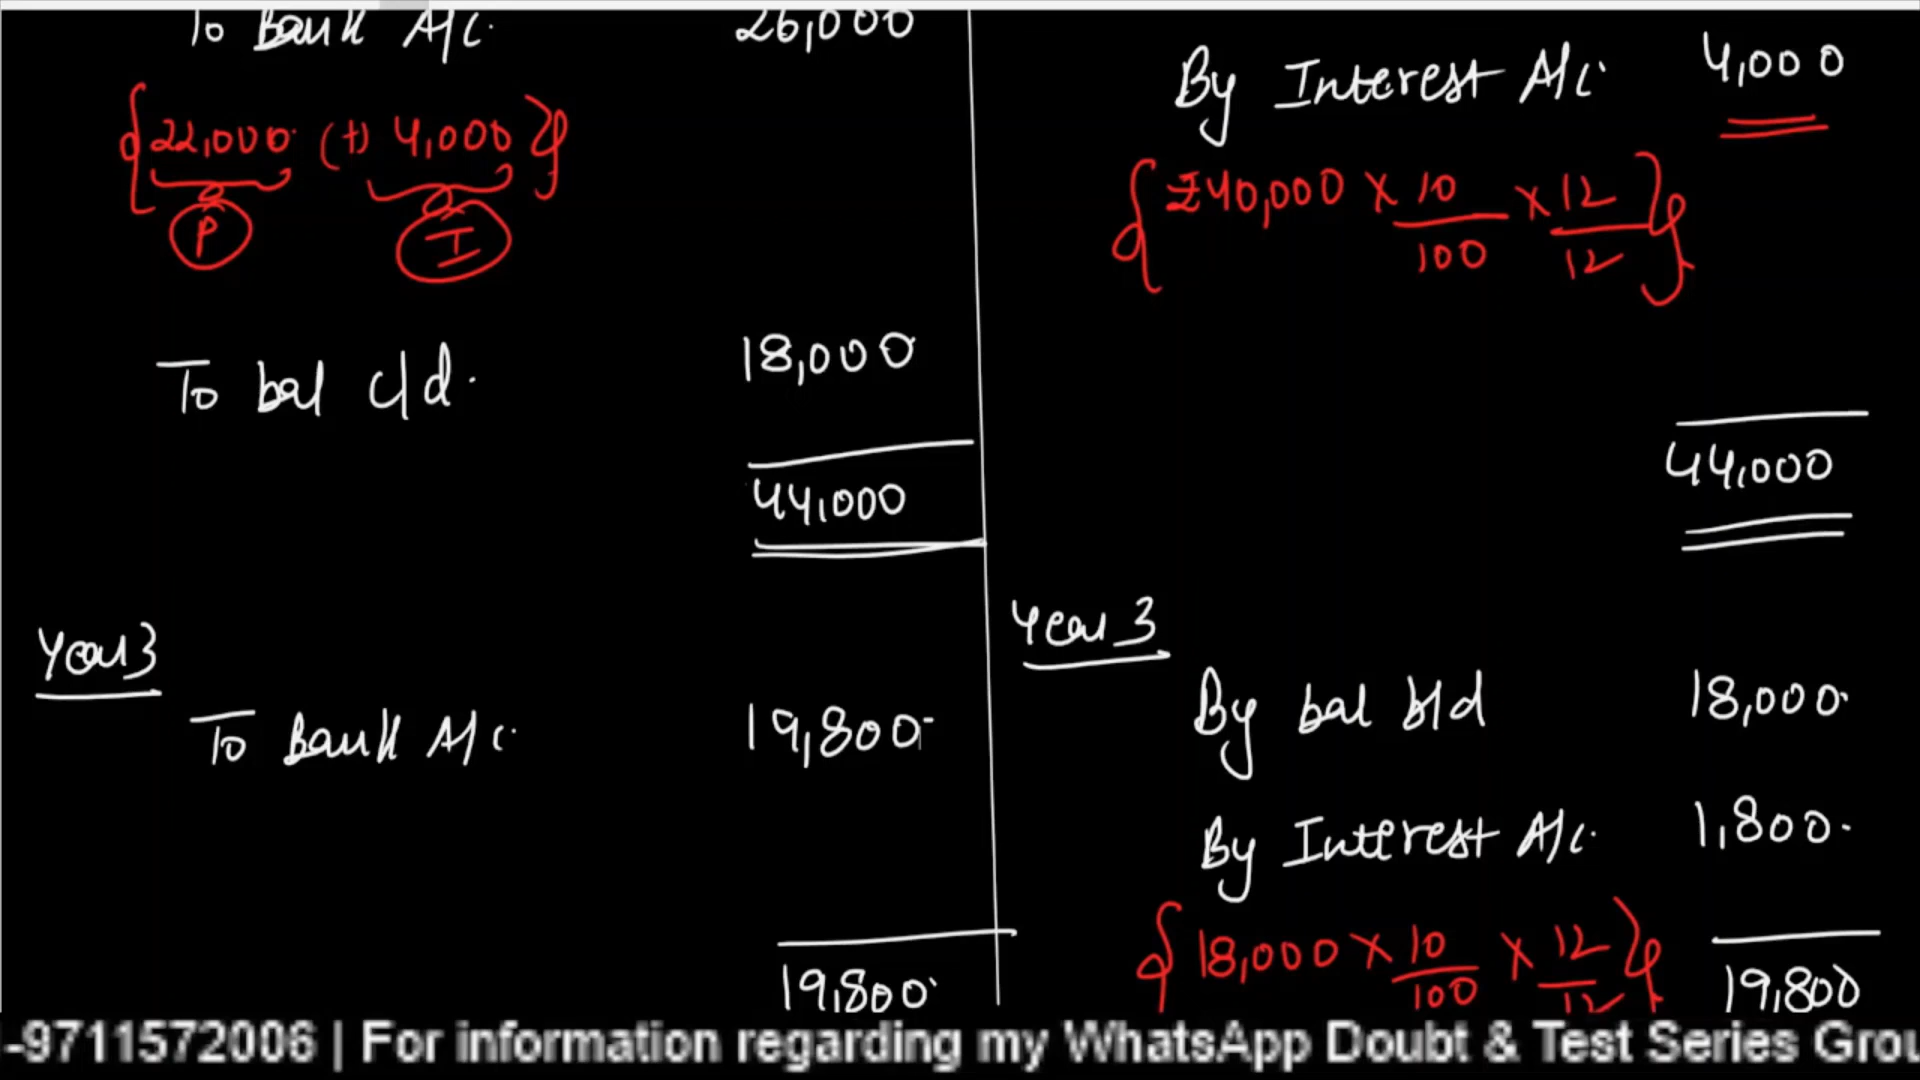 To Bank A/c. 26,000
{22,000 (+) 4,000}
P I
To bal c/d. 18,000
44,000
Year 3
To Bank A/c. 19,800
19,800
By Interest A/c. 4,000
{₹40,000 × 10/100 × 12/12}
44,000
Year 3
By bal b/d 18,000
By Interest A/c. 1,800
{18,000 × 10/100 × 12/12}
19,800
-9711572006 | For information regarding my WhatsApp Doubt & Test Series Grou